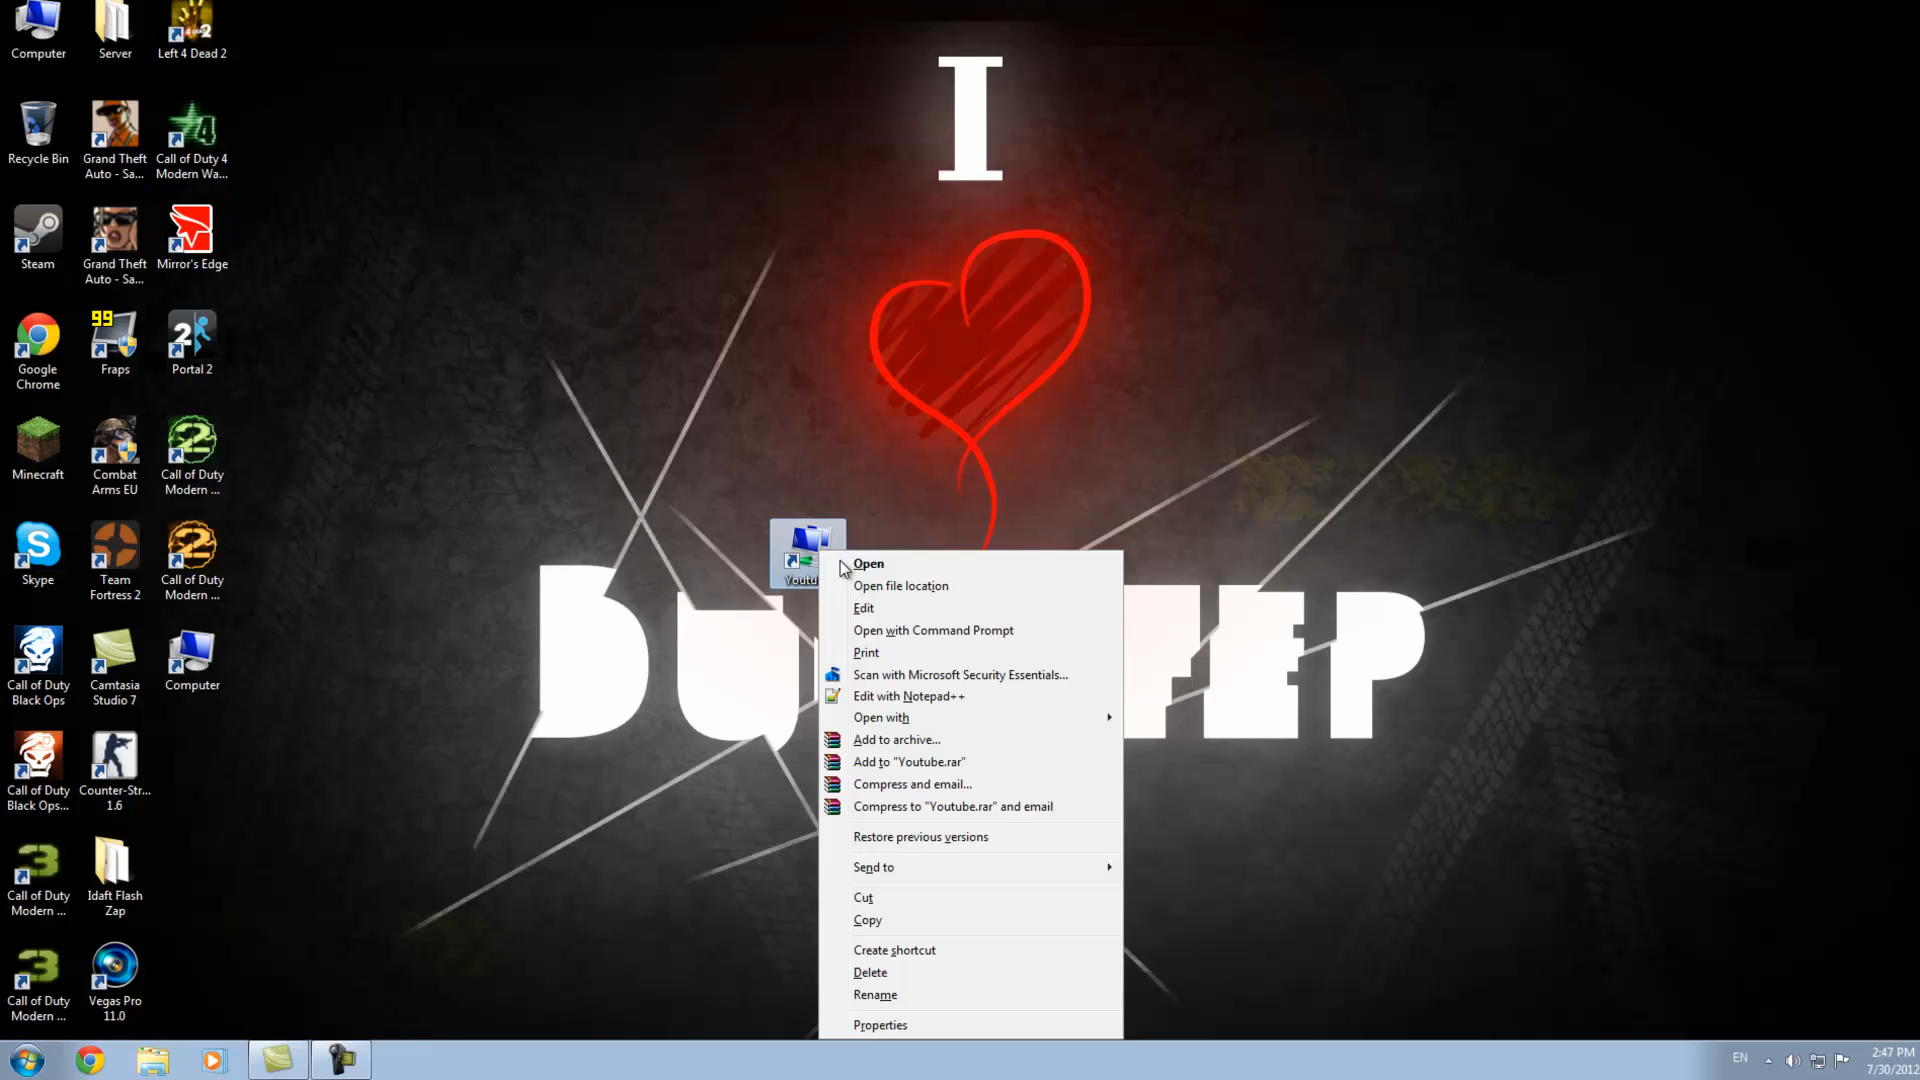 Computer
Server
Left 4 Dead 2
Recycle Bin
Grand Theft
Auto - Sa...
Call of Duty 4
Modern Wa...
Steam
Grand Theft
Auto - Sa...
Mirror's Edge
Google
Chrome
99
Fraps
2
Portal 2
Minecraft
Combat
Arms EU
Call of Duty
Modern ...
Skype
Team
Fortress 2
Call of Duty
Modern ...
Call of Duty
Black Ops
Camtasia
Studio 7
Computer
Call of Duty
Black Ops...
Counter-Str...
1.6
Call of Duty
Modern ...
Idaft Flash
Zap
Call of Duty
Modern ...
Vegas Pro
11.0
I
Open
Open file location
Edit
Open with Command Prompt
Print
Scan with Microsoft Security Essentials...
Edit with Notepad++
Open with
Add to archive...
Add to "Youtube.rar"
Compress and email...
Compress to "Youtube.rar" and email
Restore previous versions
Send to
Cut
Copy
Create shortcut
Delete
Rename
Properties
EN
2:47 PM
7/30/2012